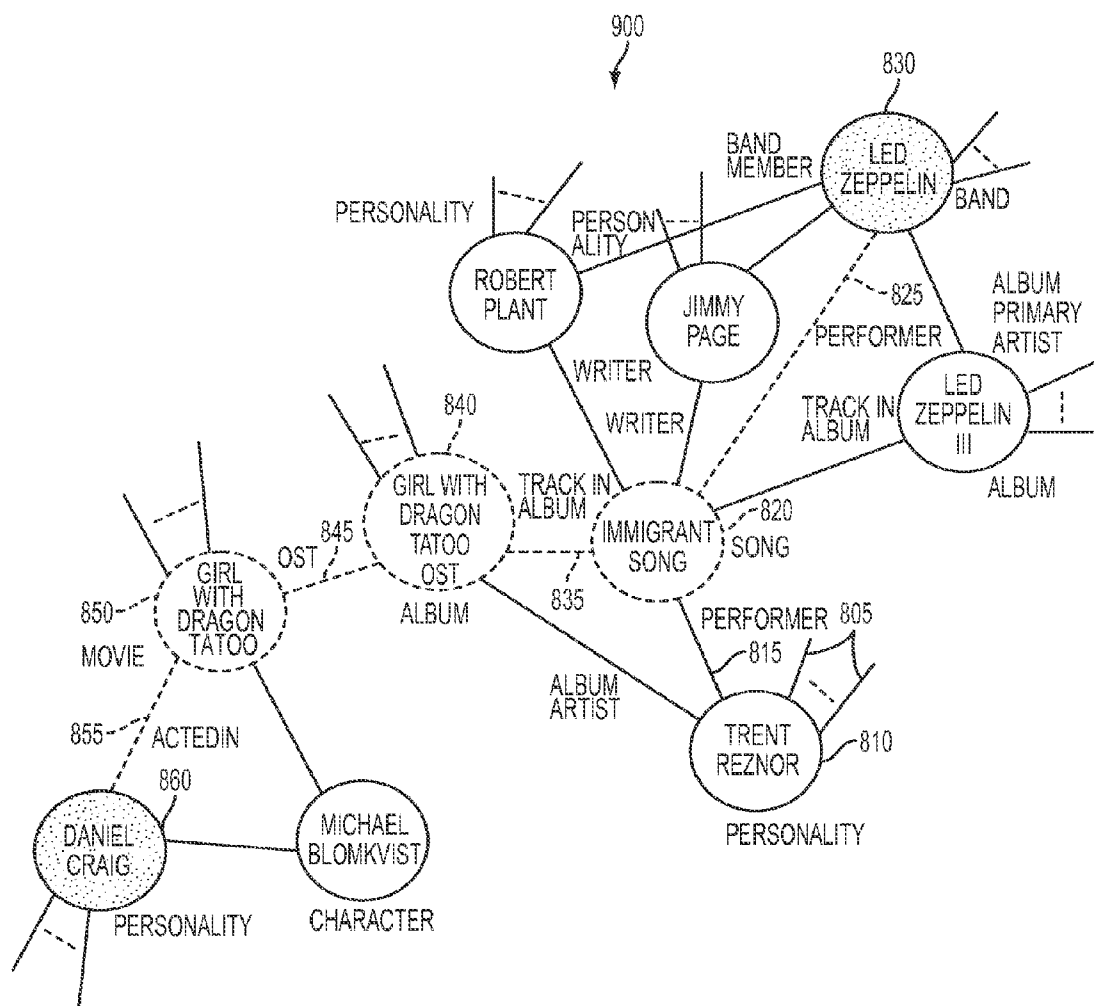 900
830
LED
ZEPPELIN
BAND
MEMBER
BAND
PERSONALITY
PERSON
ALITY
ROBERT
PLANT
JIMMY
PAGE
825
PERFORMER
ALBUM
PRIMARY
ARTIST
WRITER
WRITER
TRACK IN
ALBUM
LED
ZEPPELIN
III
ALBUM
840
GIRL WITH
DRAGON
TATOO
OST
ALBUM
TRACK IN
ALBUM
835
IMMIGRANT
SONG
820
SONG
OST
845
850
GIRL
WITH
DRAGON
TATOO
MOVIE
PERFORMER
815
805
ALBUM
ARTIST
TRENT
REZNOR
810
PERSONALITY
855
ACTEDIN
860
DANIEL
CRAIG
PERSONALITY
MICHAEL
BLOMKVIST
CHARACTER